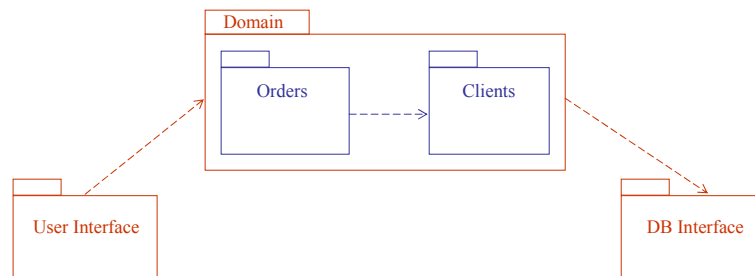 Domain
Orders
Clients
User Interface
DB Interface